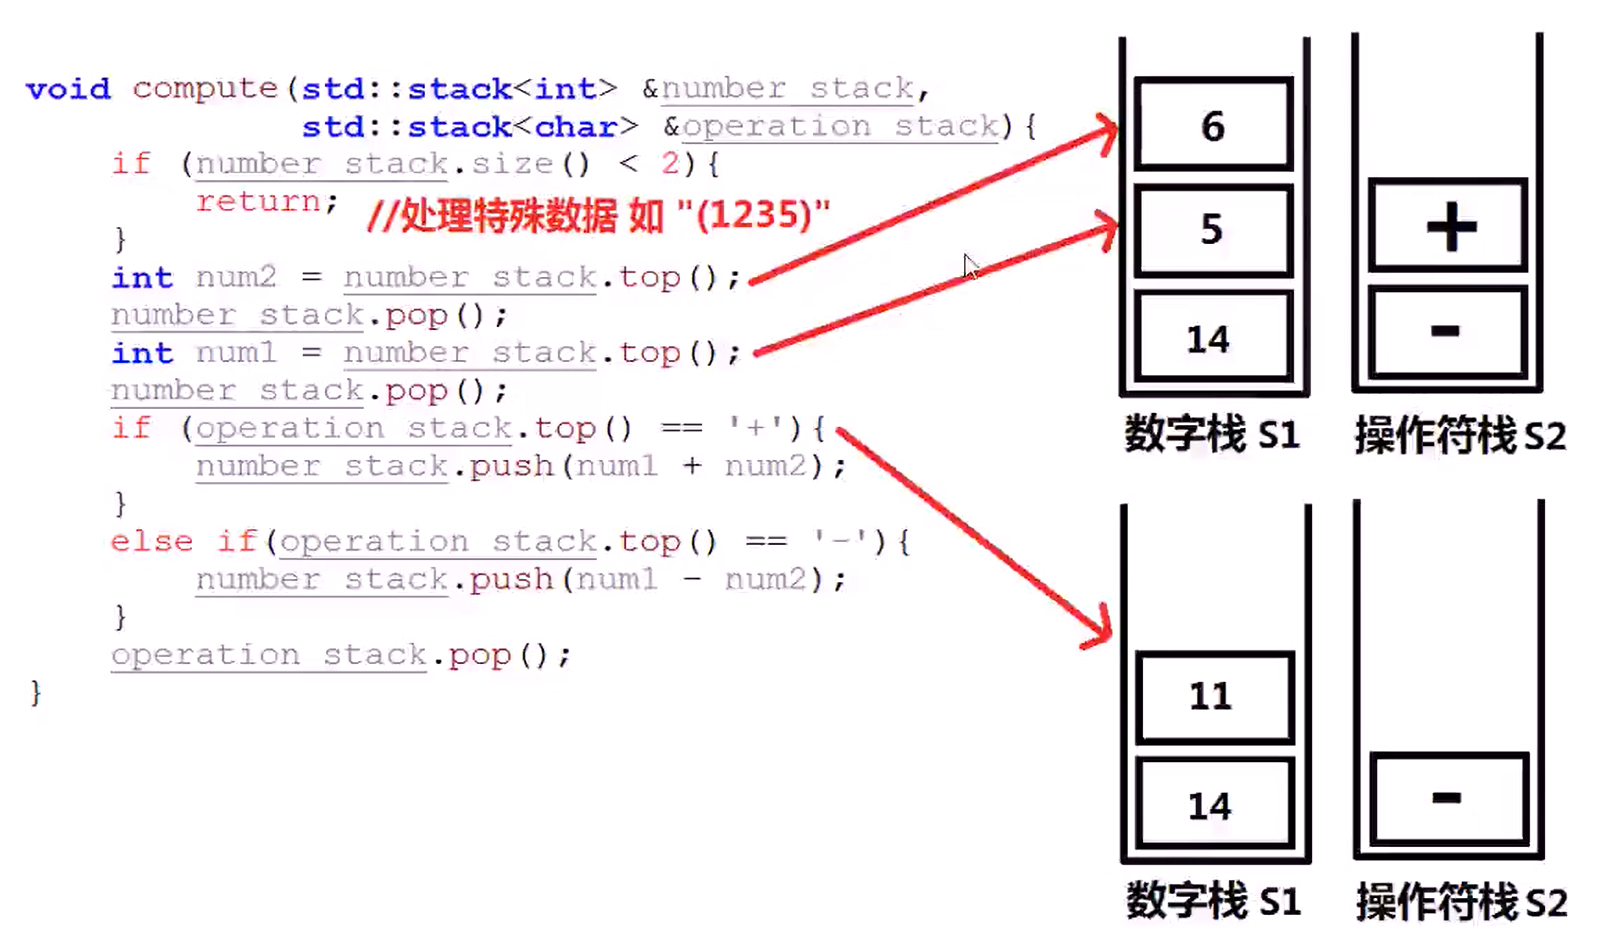 void compute(std::stack<int> &number_stack,
std::stack<char> &operation_stack){
if (number_stack.size() < 2){
return;
//处理特殊数据 如 "(1235)"
}
int num2 = number_stack.top();
number_stack.pop();
int num1 = number_stack.top();
number_stack.pop();
if (operation_stack.top() == '+'){
number_stack.push(num1 + num2);
}
else if(operation_stack.top() == '-'){
number_stack.push(num1 - num2);
}
operation_stack.pop();
}
6
5
14
数字栈 S1
+
-
操作符栈 S2
11
14
数字栈 S1
-
操作符栈 S2